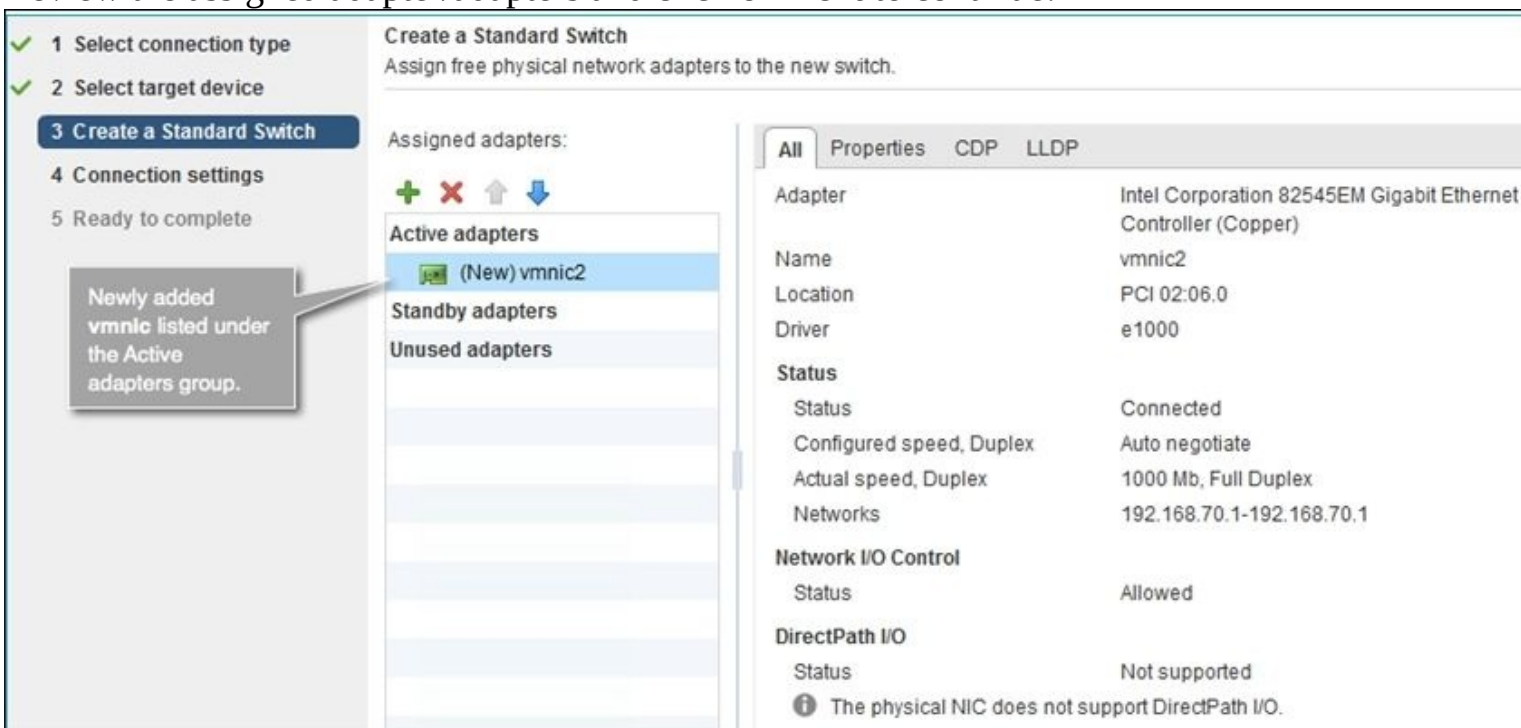 1 Select connection type
2 Select target device
3 Create a Standard Switch
4 Connection settings
5 Ready to complete
Newly added
vmnic listed under
the Active
adapters group.
Create a Standard Switch
Assign free physical network adapters to the new switch.
Assigned adapters:
Active adapters
(New) vmnic2
Standby adapters
Unused adapters
All Properties CDP LLDP
Adapter Intel Corporation 82545EM Gigabit Ethernet
Controller (Copper)
Name vmnic2
Location PCI 02:06.0
Driver e1000
Status
Status Connected
Configured speed, Duplex Auto negotiate
Actual speed, Duplex 1000 Mb, Full Duplex
Networks 192.168.70.1-192.168.70.1
Network I/O Control
Status Allowed
DirectPath I/O
Status Not supported
The physical NIC does not support DirectPath I/O.